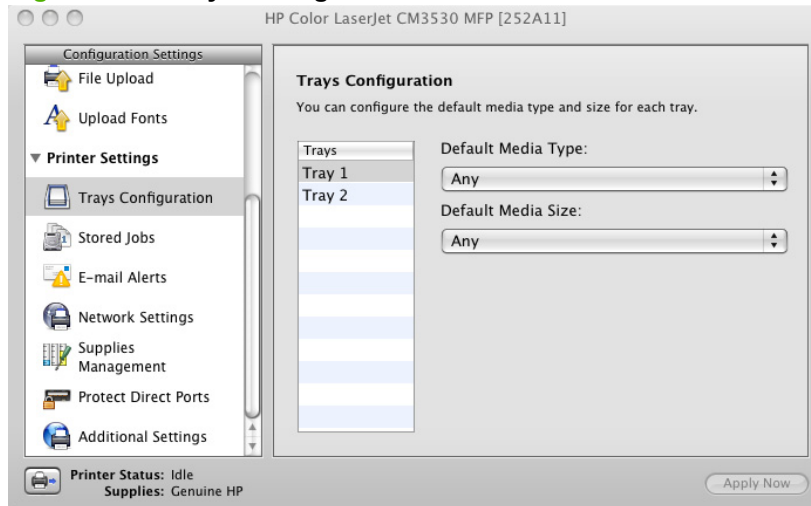 HP Color LaserJet CM3530 MFP [252A11]
Configuration Settings
File Upload
Upload Fonts
Printer Settings
Trays Configuration
Stored Jobs
E-mail Alerts
Network Settings
Supplies
Management
Protect Direct Ports
Additional Settings
Trays Configuration
You can configure the default media type and size for each tray.
Trays
Tray 1
Tray 2
Default Media Type:
Any
Default Media Size:
Any
Printer Status: Idle
Supplies: Genuine HP
Apply Now